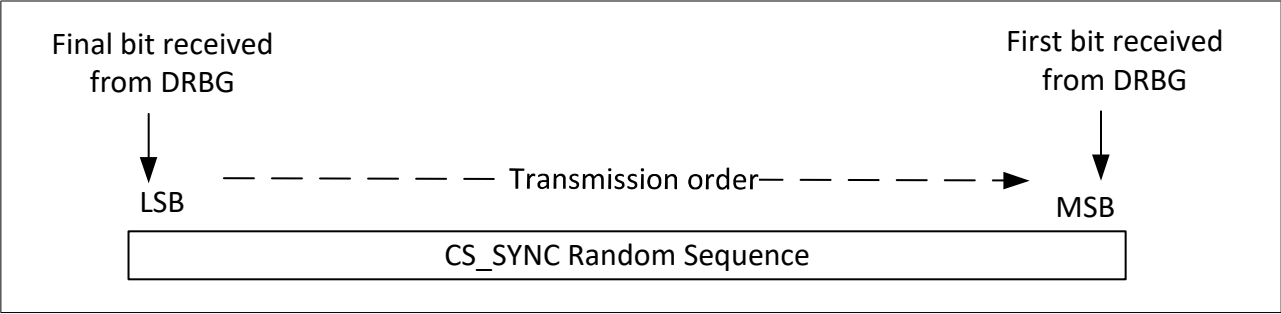 Final bit received
from DRBG
First bit received
from DRBG
Transmission order
LSB
MSB
CS_SYNC Random Sequence